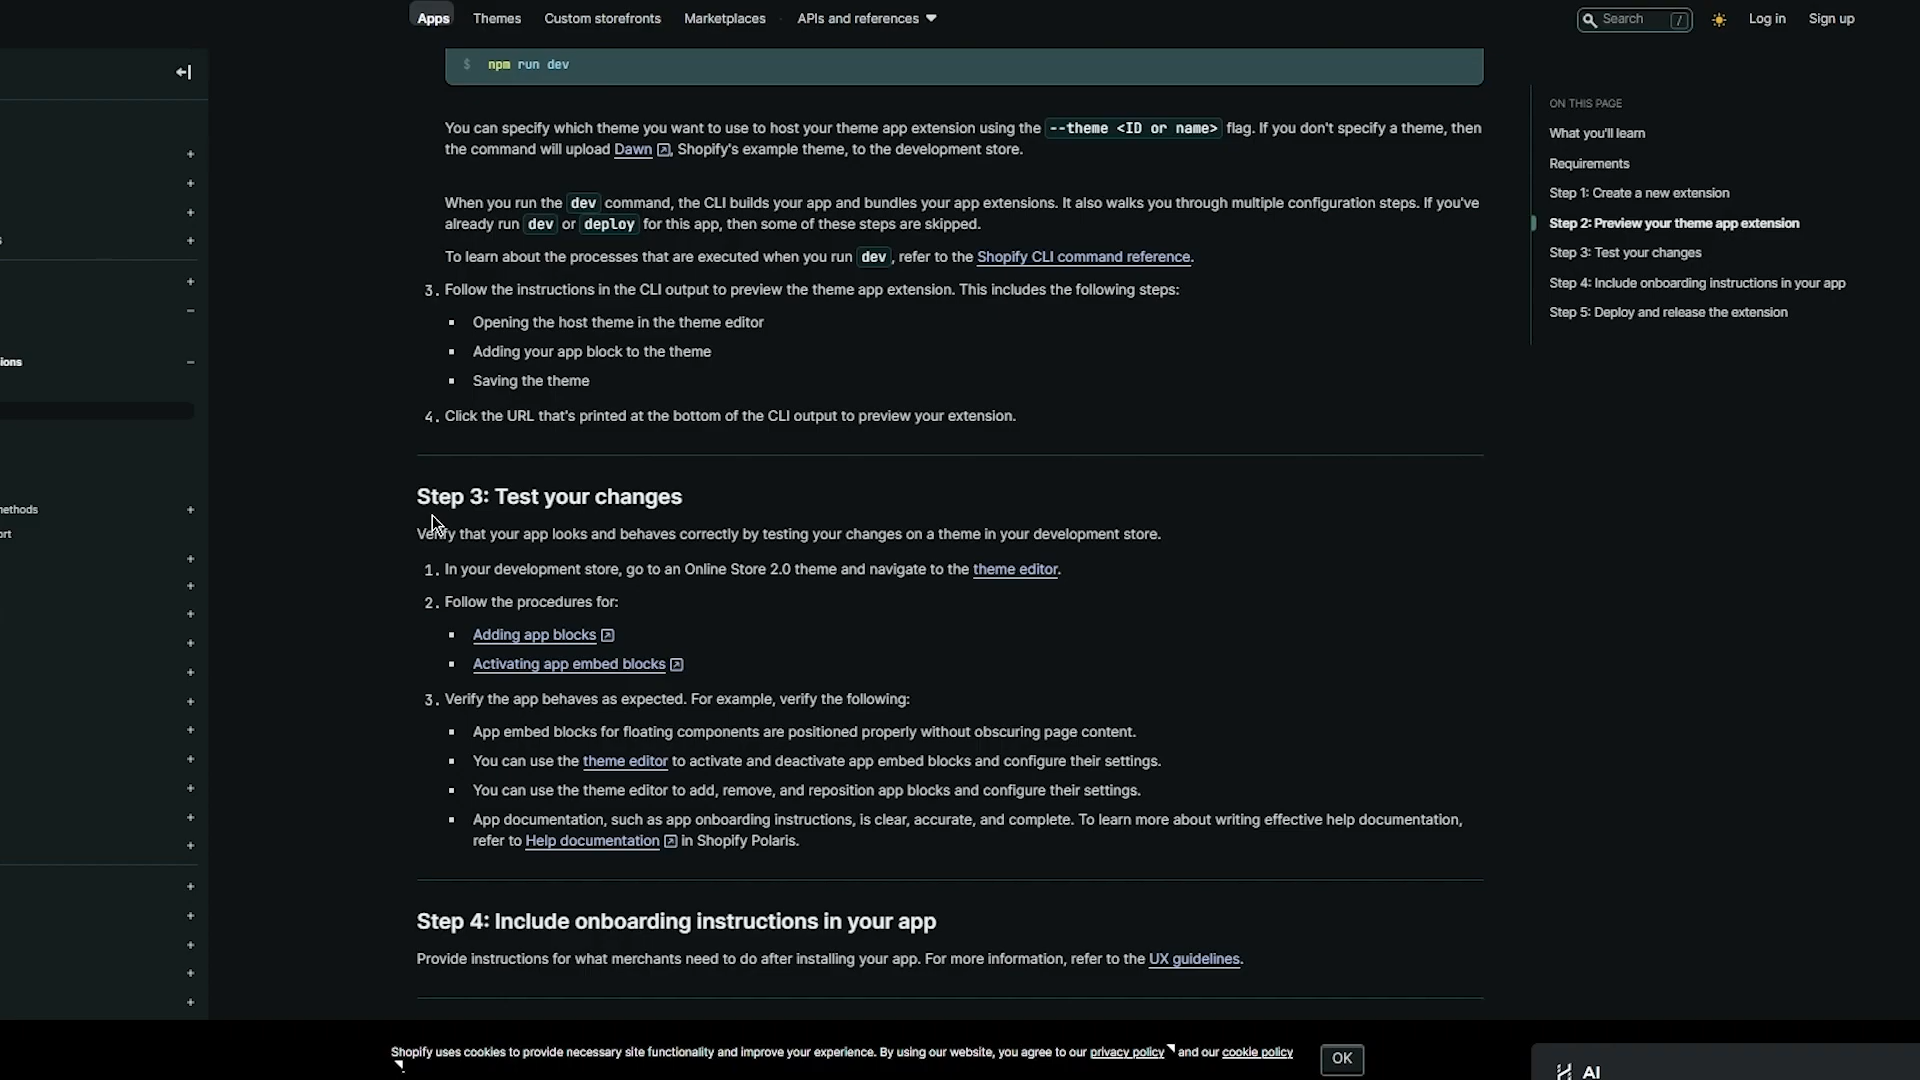 Apps Themes Custom storefronts Marketplaces APIs and references
Search / Log in Sign up
$ npm run dev
You can specify which theme you want to use to host your theme app extension using the --theme <ID or name> flag. If you don't specify a theme, then
the command will upload Dawn, Shopify's example theme, to the development store.
When you run the dev command, the CLI builds your app and bundles your app extensions. It also walks you through multiple configuration steps. If you've
already run dev or deploy for this app, then some of these steps are skipped.
To learn about the processes that are executed when you run dev, refer to the Shopify CLI command reference.
3. Follow the instructions in the CLI output to preview the theme app extension. This includes the following steps:
▪ Opening the host theme in the theme editor
▪ Adding your app block to the theme
▪ Saving the theme
4. Click the URL that's printed at the bottom of the CLI output to preview your extension.
Step 3: Test your changes
Verify that your app looks and behaves correctly by testing your changes on a theme in your development store.
1. In your development store, go to an Online Store 2.0 theme and navigate to the theme editor.
2. Follow the procedures for:
▪ Adding app blocks
▪ Activating app embed blocks
3. Verify the app behaves as expected. For example, verify the following:
▪ App embed blocks for floating components are positioned properly without obscuring page content.
▪ You can use the theme editor to activate and deactivate app embed blocks and configure their settings.
▪ You can use the theme editor to add, remove, and reposition app blocks and configure their settings.
▪ App documentation, such as app onboarding instructions, is clear, accurate, and complete. To learn more about writing effective help documentation,
refer to Help documentation in Shopify Polaris.
Step 4: Include onboarding instructions in your app
Provide instructions for what merchants need to do after installing your app. For more information, refer to the UX guidelines.
ON THIS PAGE
What you'll learn
Requirements
Step 1: Create a new extension
Step 2: Preview your theme app extension
Step 3: Test your changes
Step 4: Include onboarding instructions in your app
Step 5: Deploy and release the extension
s
ions
nethods
ort
Shopify uses cookies to provide necessary site functionality and improve your experience. By using our website, you agree to our privacy policy and our cookie policy
OK
AI